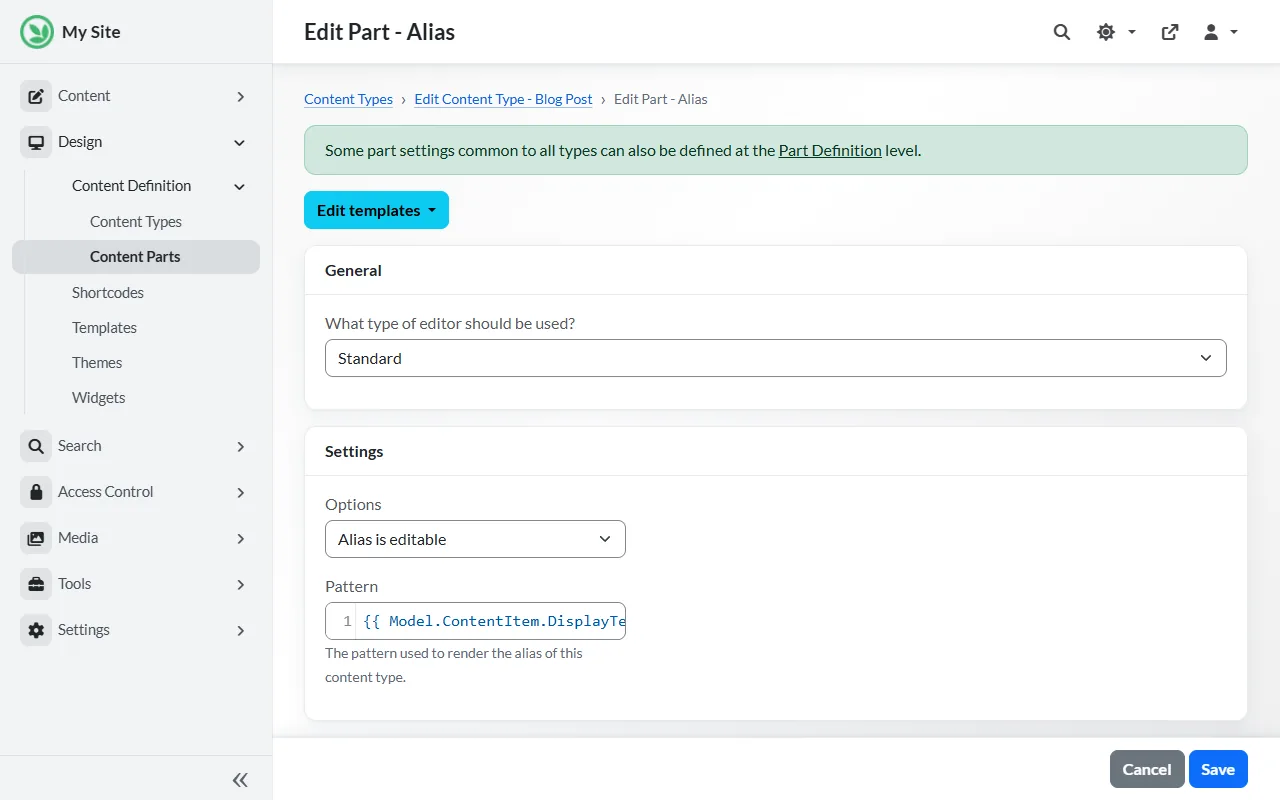 My Site
Edit Part - Alias
Content
Design
Content Definition
Content Types
Content Parts
Shortcodes
Templates
Themes
Widgets
Search
Access Control
Media
Tools
Settings
Content Types › Edit Content Type - Blog Post › Edit Part - Alias
Some part settings common to all types can also be defined at the Part Definition level.
Edit templates
General
What type of editor should be used?
Standard
Settings
Options
Alias is editable
Pattern
1 {{ Model.ContentItem.DisplayTe
The pattern used to render the alias of this
content type.
Cancel Save